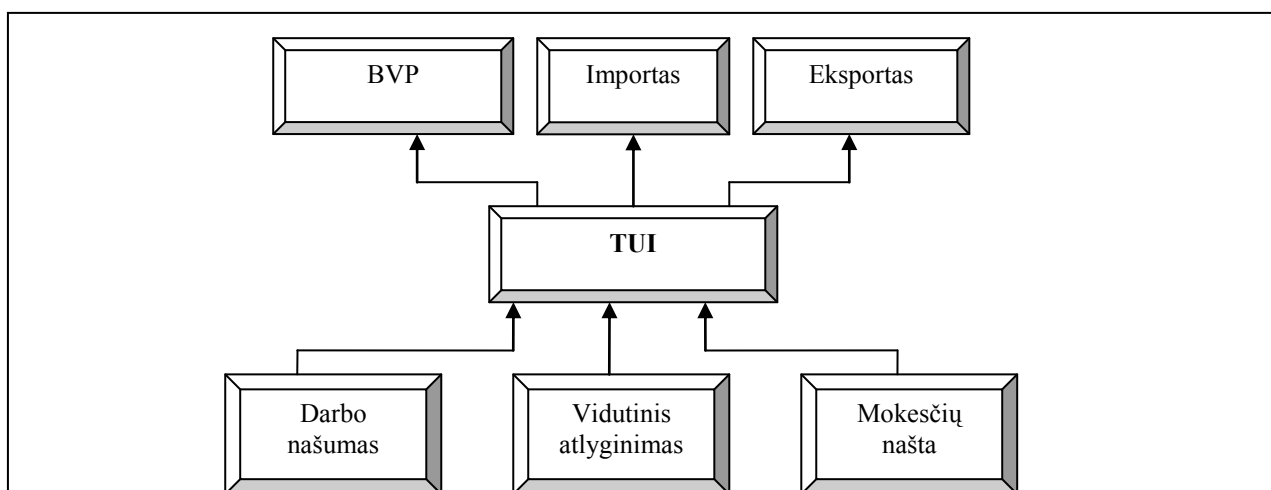 BVP
Importas
Eksportas
TUI
Darbo
našumas
Vidutinis
atlyginimas
Mokesčių
našta